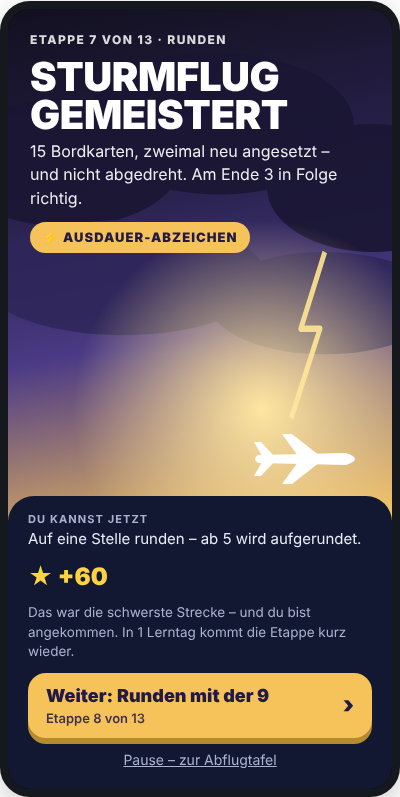 ETAPPE 7 VON 13 · RUNDEN
STURMFLUG
GEMEISTERT
15 Bordkarten, zweimal neu angesetzt –
und nicht abgedreht. Am Ende 3 in Folge
richtig.
⚡ AUSDAUER-ABZEICHEN
DU KANNST JETZT
Auf eine Stelle runden – ab 5 wird aufgerundet.
★ +60
Das war die schwerste Strecke – und du bist
angekommen. In 1 Lerntag kommt die Etappe kurz
wieder.
Weiter: Runden mit der 9 ›
Etappe 8 von 13
Pause – zur Abflugtafel